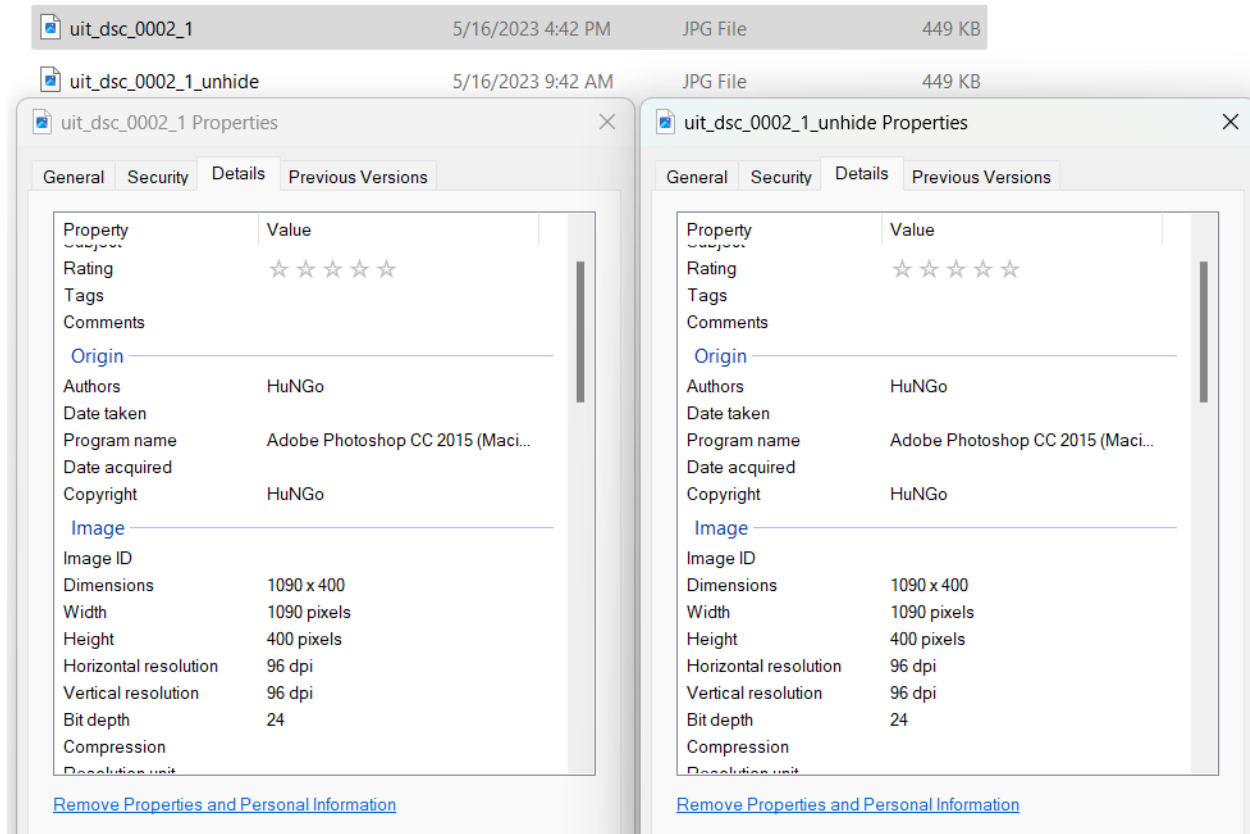 uit_dsc_0002_1 5/16/2023 4:42 PM JPG File 449 KB
uit_dsc_0002_1_unhide 5/16/2023 9:42 AM JPG File 449 KB
uit_dsc_0002_1 Properties
General Security Details Previous Versions
Property Value
Subject
Rating
Tags
Comments
Origin
Authors HuNGo
Date taken
Program name Adobe Photoshop CC 2015 (Maci...
Date acquired
Copyright HuNGo
Image
Image ID
Dimensions 1090 x 400
Width 1090 pixels
Height 400 pixels
Horizontal resolution 96 dpi
Vertical resolution 96 dpi
Bit depth 24
Compression
Resolution unit
Remove Properties and Personal Information
uit_dsc_0002_1_unhide Properties
General Security Details Previous Versions
Property Value
Subject
Rating
Tags
Comments
Origin
Authors HuNGo
Date taken
Program name Adobe Photoshop CC 2015 (Maci...
Date acquired
Copyright HuNGo
Image
Image ID
Dimensions 1090 x 400
Width 1090 pixels
Height 400 pixels
Horizontal resolution 96 dpi
Vertical resolution 96 dpi
Bit depth 24
Compression
Resolution unit
Remove Properties and Personal Information